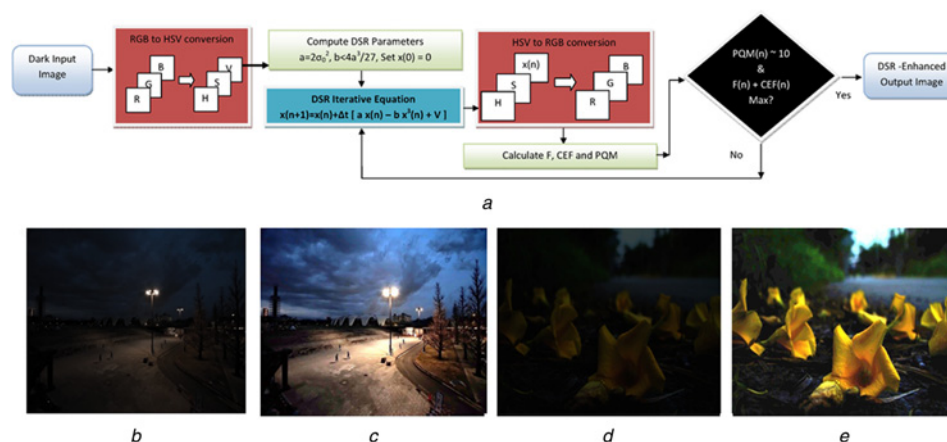 Dark Input
Image
RGB to HSV conversion
B
G
R
V
S
H
Compute DSR Parameters
a=2σ₀², b<4a³/27, Set x(0) = 0
DSR Iterative Equation
x(n+1)=x(n)+Δt [ a x(n) – b x³(n) + V ]
HSV to RGB conversion
x(n)
S
H
B
G
R
Calculate F, CEF and PQM
PQM(n) ~ 10
&
F(n) + CEF(n)
Max?
Yes
No
DSR -Enhanced
Output Image
a
b
c
d
e